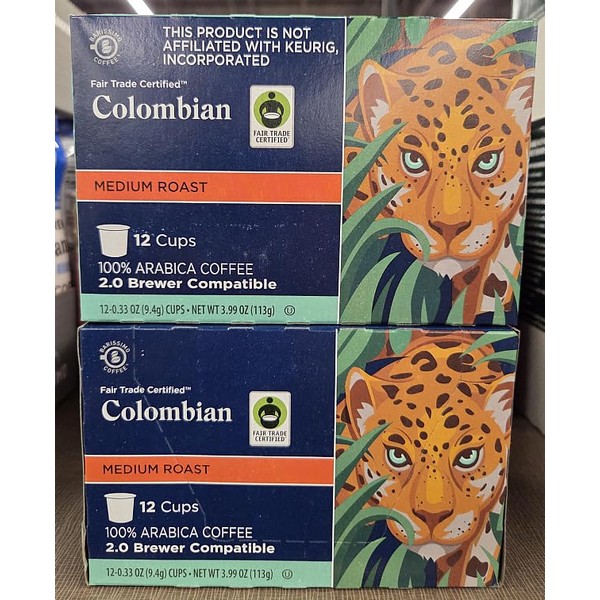 BARISSIMO
COFFEE
THIS PRODUCT IS NOT
AFFILIATED WITH KEURIG,
INCORPORATED
Fair Trade Certified™
Colombian
FAIR TRADE
CERTIFIED
MEDIUM ROAST
12 Cups
100% ARABICA COFFEE
2.0 Brewer Compatible
12-0.33 OZ (9.4g) CUPS • NET WT 3.99 OZ (113g) U
BARISSIMO
COFFEE
Fair Trade Certified™
Colombian
FAIR TRADE
CERTIFIED
MEDIUM ROAST
12 Cups
100% ARABICA COFFEE
2.0 Brewer Compatible
12-0.33 OZ (9.4g) CUPS • NET WT 3.99 OZ (113g) U